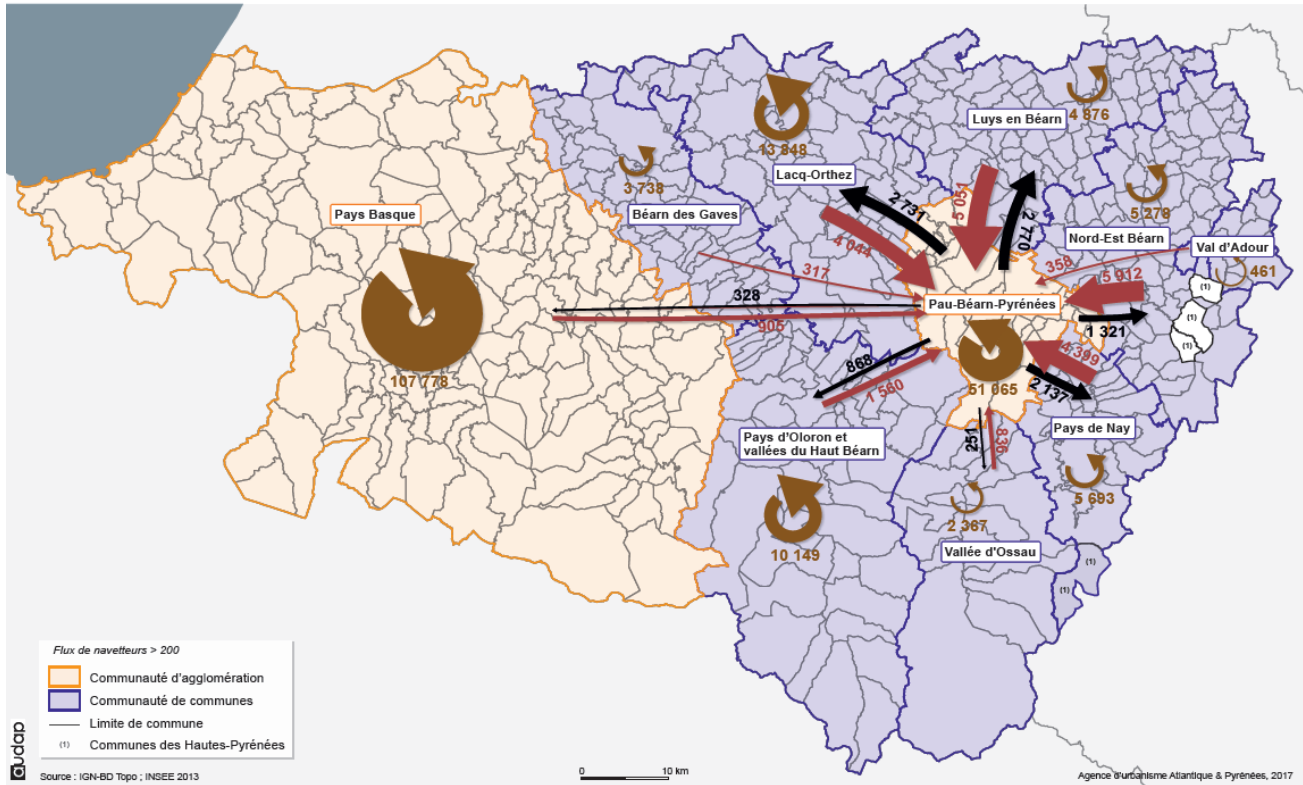 4 876
Luys en Béarn
13 848
3 738
Lacq-Orthez
5 278
Pays Basque
Béarn des Gaves
2 731
5 051
2 770
4 044
Nord-Est Béarn
Val d'Adour
461
358
5 912
317
(1)
(1)
(1)
328
905
Pau-Béarn-Pyrénées
1 321
4 399
107 778
868
1 560
51 065
2 137
Pays d'Oloron et
vallées du Haut Béarn
251
836
Pays de Nay
5 693
10 149
2 367
Vallée d'Ossau
(1)
(1)
Flux de navetteurs > 200
Communauté d'agglomération
Communauté de communes
Limite de commune
(1) Communes des Hautes-Pyrénées
audap
Source : IGN-BD Topo ; INSEE 2013
0 10 km
Agence d'urbanisme Atlantique & Pyrénées, 2017